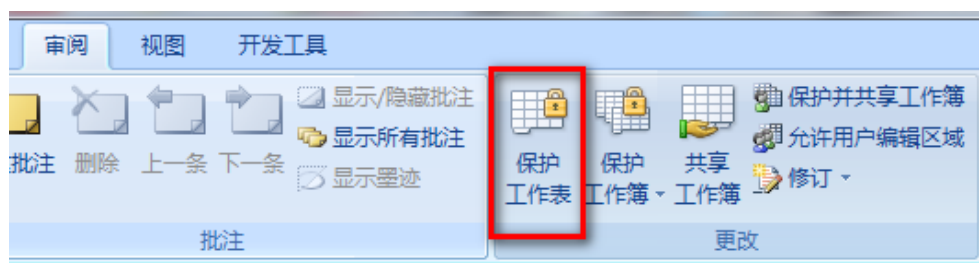 审阅 视图 开发工具
显示/隐藏批注
显示所有批注
显示墨迹
批注 删除 上一条 下一条
批注
保护
工作表
保护
工作簿
共享
工作簿
保护并共享工作簿
允许用户编辑区域
修订
更改